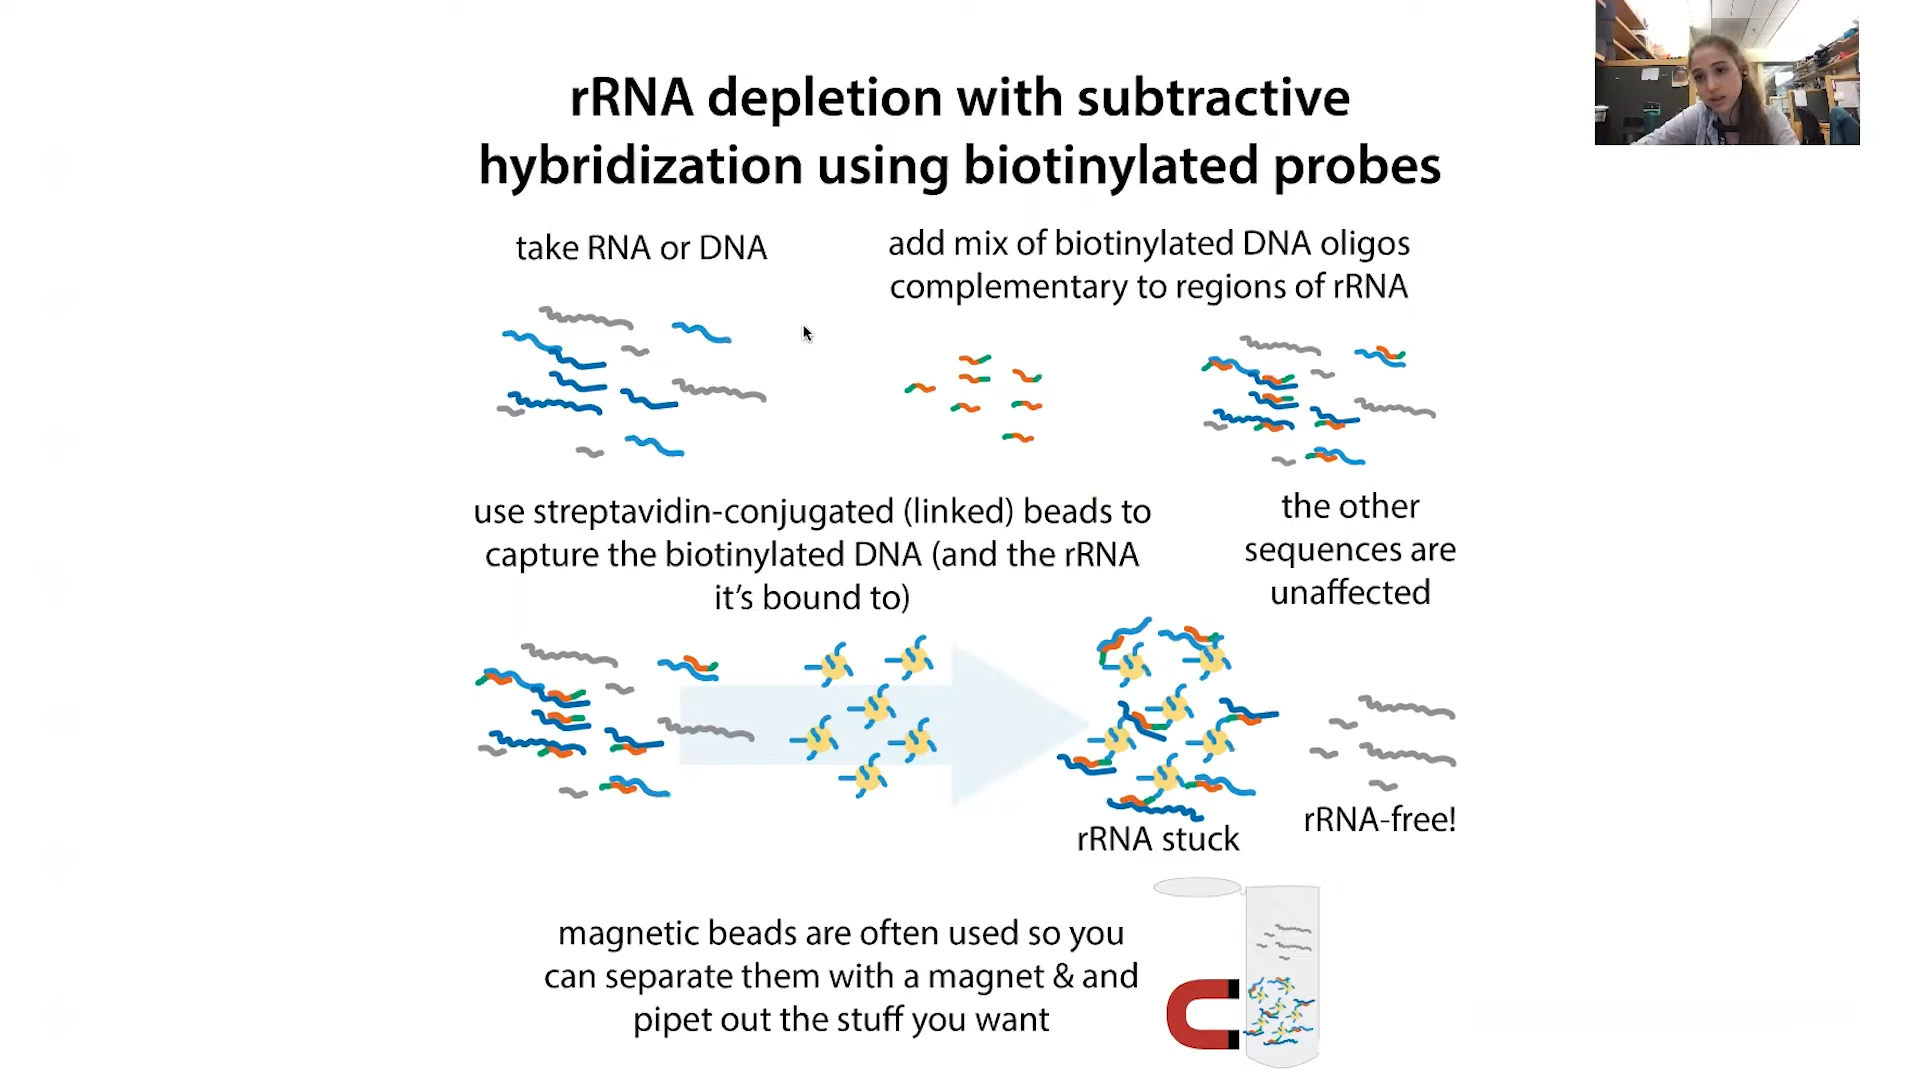 rRNA depletion with subtractive
hybridization using biotinylated probes
take RNA or DNA
add mix of biotinylated DNA oligos
complementary to regions of rRNA
use streptavidin-conjugated (linked) beads to
capture the biotinylated DNA (and the rRNA
it's bound to)
the other
sequences are
unaffected
rRNA stuck
rRNA-free!
magnetic beads are often used so you
can separate them with a magnet & and
pipet out the stuff you want